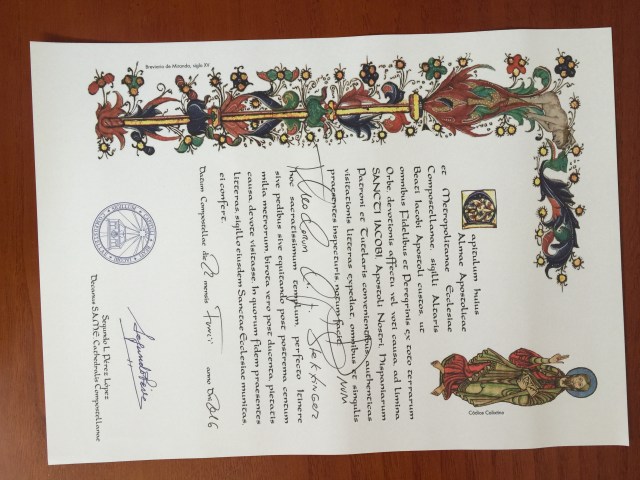 Breviario de Miranda, siglo XV
Capitulum huius
Almae Apostolicae
et Metropolitanae Ecclesiae
Compostellanae, sigilli Altaris
Beati Iacobi Apostoli custos, ut
omnibus Fidelibus et Peregrinis ex toto terrarum
Orbe, devotionis affectu vel voti causa, ad limina
SANCTI IACOBI, Apostoli Nostri, Hispaniarum
Patroni et Tutelaris convenientibus, authenticas
visitationis litteras expediat, omnibus et singulis
praesentes inspecturis, notum facit:
Theodorum
hoc sacratissimum templum, perfecto Itinere
sive pedibus sive equitando post postrema centum
milia metrorum, birota vero post ducenta, pietatis
causa, devote visitasse. In quorum fidem praesentes
litteras, sigillo eiusdem Sanctae Ecclesiae munitas,
ei confert.
Datum Compostellae die mensis anno Dni 2016
Segundo L. Pérez López
Decanus S.A.M.E. Cathedralis Compostellanae
Códice Calixtino